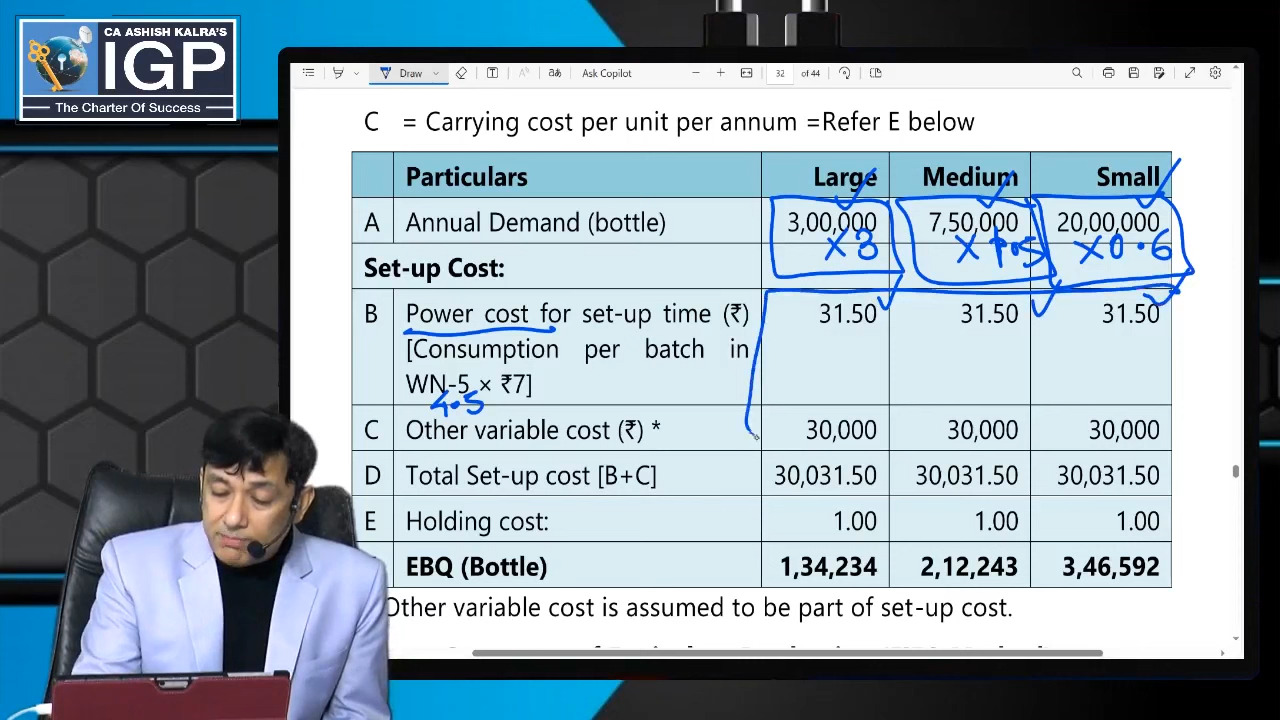 CA ASHISH KALRA'S
IGP
The Charter Of Success
Draw
Ask Copilot
32 of 44
C = Carrying cost per unit per annum =Refer E below
Particulars Large Medium Small
A Annual Demand (bottle) 3,00,000 7,50,000 20,00,000
×3 ×1.5 ×0.6
Set-up Cost:
B Power cost for set-up time (₹) 31.50 31.50 31.50
[Consumption per batch in
WN-5 × ₹7]
4.5
C Other variable cost (₹) * 30,000 30,000 30,000
D Total Set-up cost [B+C] 30,031.50 30,031.50 30,031.50
E Holding cost: 1.00 1.00 1.00
EBQ (Bottle) 1,34,234 2,12,243 3,46,592
Other variable cost is assumed to be part of set-up cost.